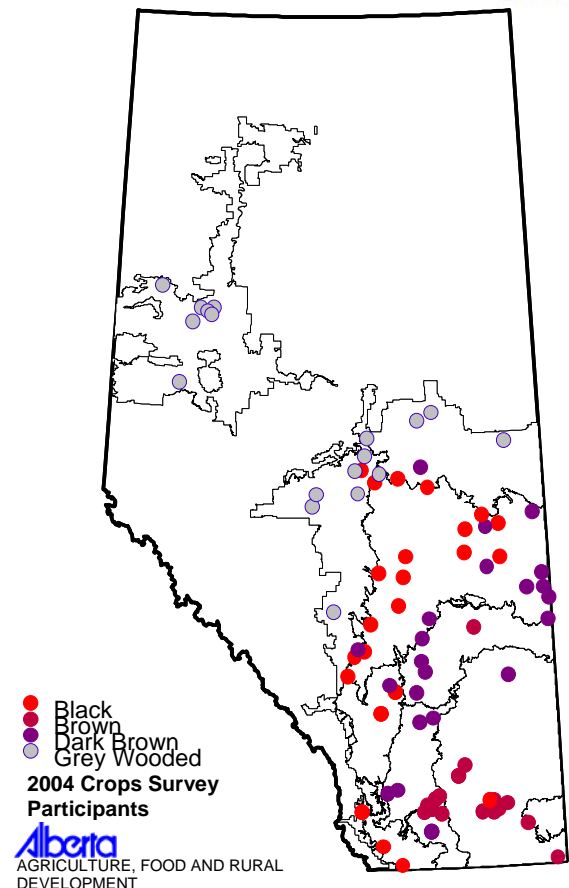 Black
Brown
Dark Brown
Grey Wooded
2004 Crops Survey
Participants
Alberta
AGRICULTURE, FOOD AND RURAL
DEVELOPMENT